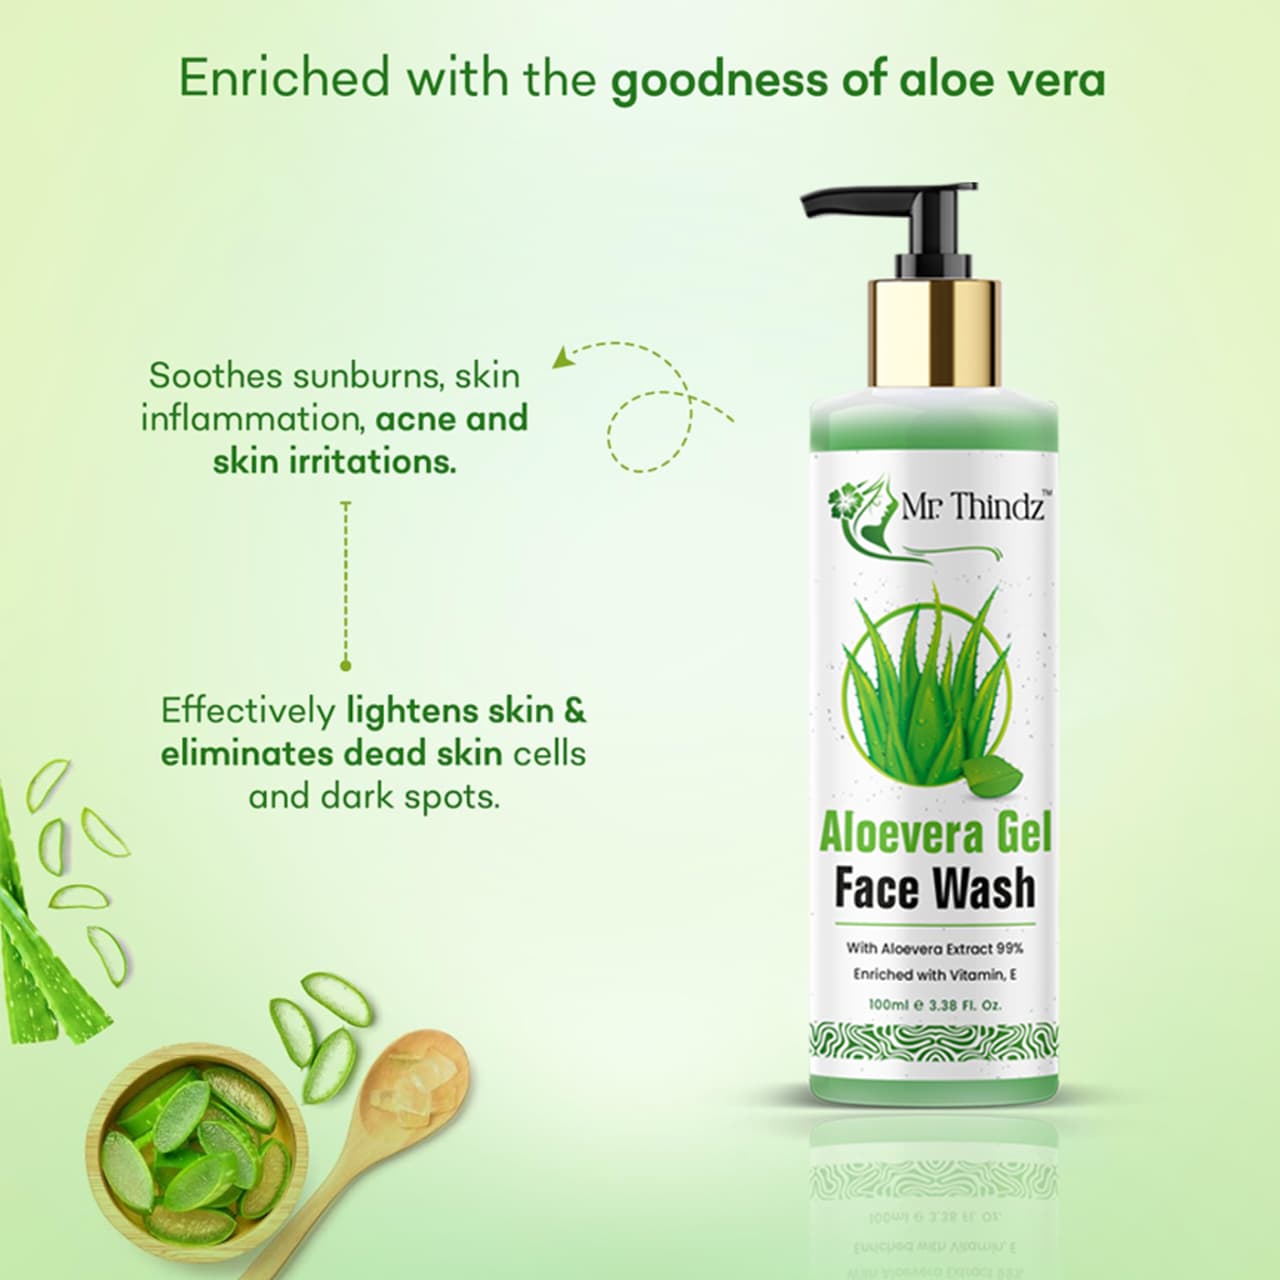 Enriched with the goodness of aloe vera
Soothes sunburns, skin
inflammation, acne and
skin irritations.
Effectively lightens skin &
eliminates dead skin cells
and dark spots.
Mr. Thindz™
Aloevera Gel
Face Wash
With Aloevera Extract 99%
Enriched with Vitamin, E
100ml ℮ 3.38 Fl. Oz.